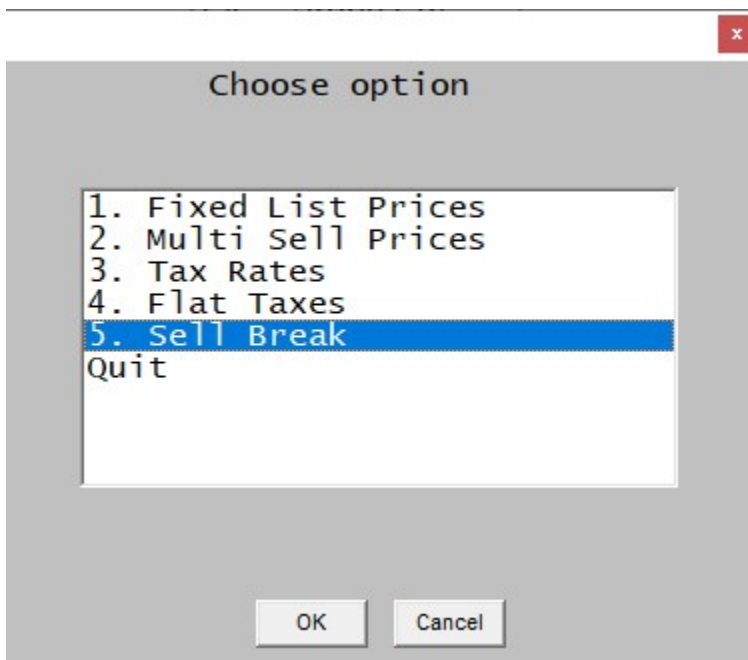 x
Choose option
1. Fixed List Prices
2. Multi Sell Prices
3. Tax Rates
4. Flat Taxes
5. Sell Break
Quit
OK Cancel